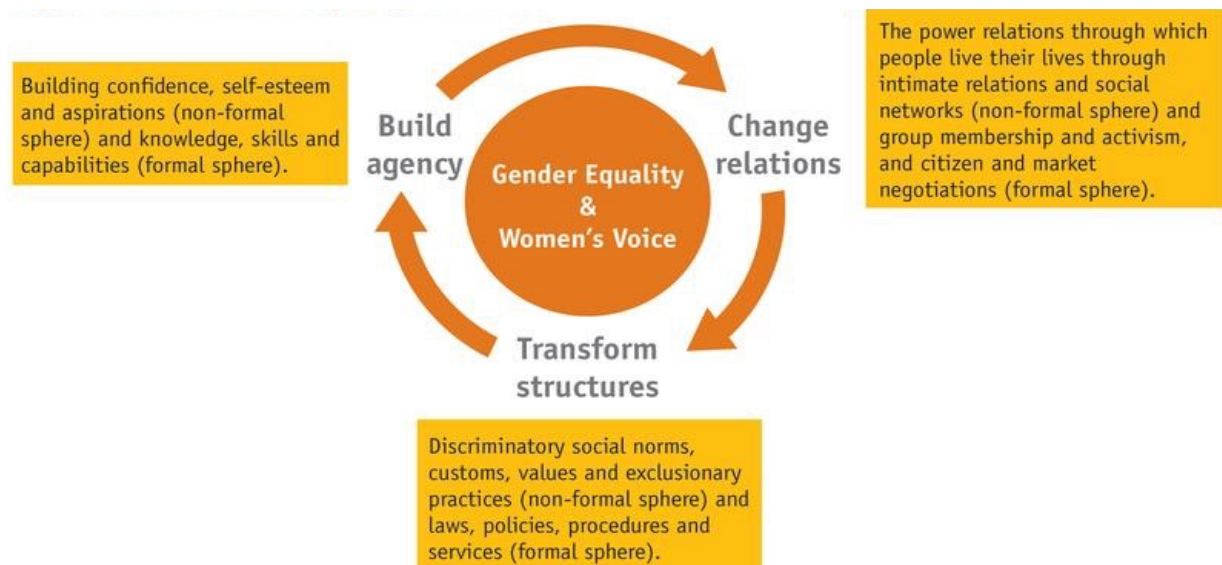 Building confidence, self-esteem
and aspirations (non-formal
sphere) and knowledge, skills and
capabilities (formal sphere).
Build
agency
Gender Equality
&
Women's Voice
Change
relations
The power relations through which
people live their lives through
intimate relations and social
networks (non-formal sphere) and
group membership and activism,
and citizen and market
negotiations (formal sphere).
Transform
structures
Discriminatory social norms,
customs, values and exclusionary
practices (non-formal sphere) and
laws, policies, procedures and
services (formal sphere).